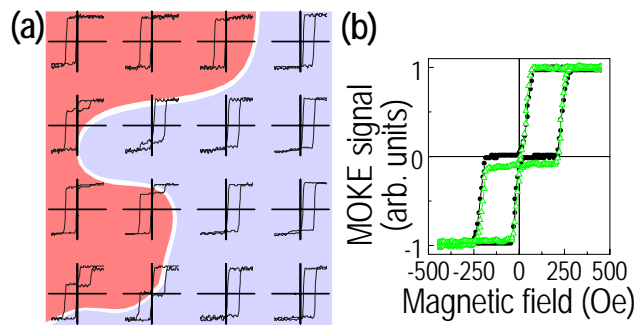 (a)
(b)
MOKE signal
(arb. units)
1
0
-1
-500 -250 0 250 500
Magnetic field (Oe)